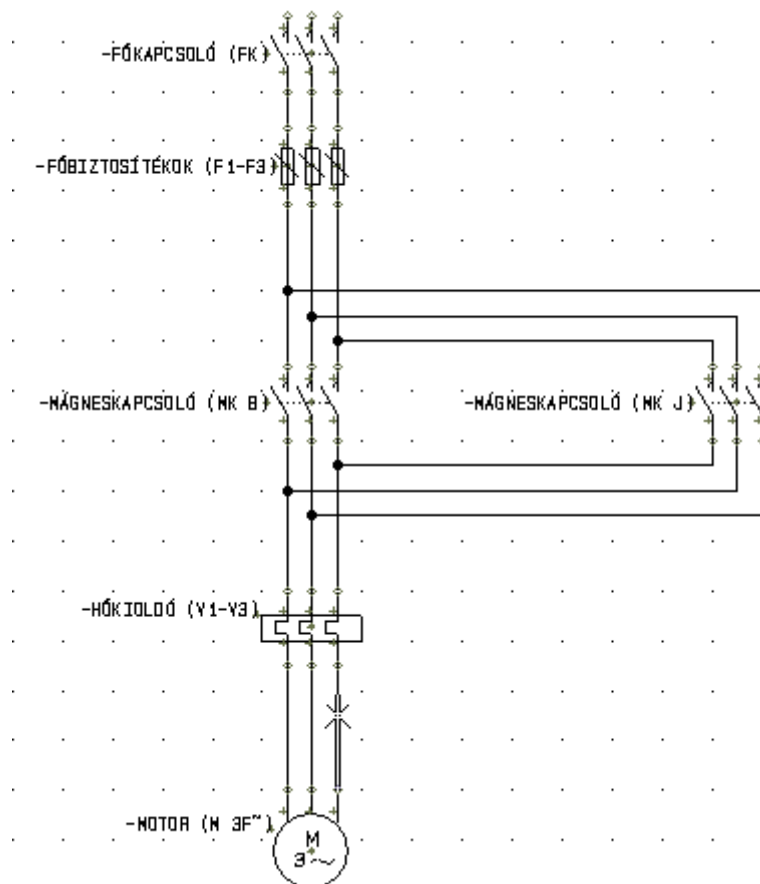 -FŐKAPCSOLÓ (FK)
-FŐBIZTOSÍTÉKOK (F1-F3)
-MÁGNESKAPCSOLÓ (MK B)
-MÁGNESKAPCSOLÓ (MK J)
-HŐKIOLDÓ (V1-V3)
-MOTOR (M 3F~)
M
3~